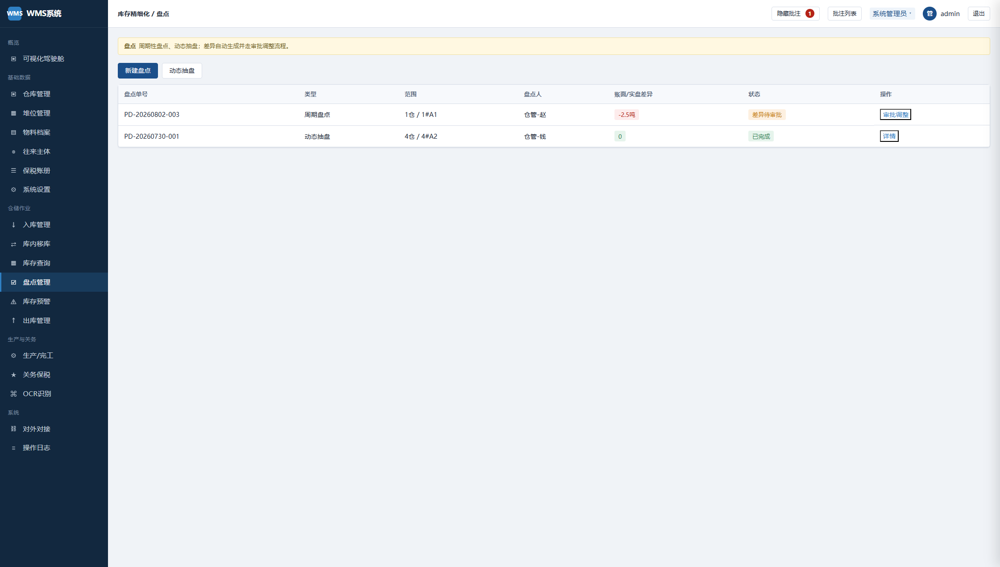 WMS WMS系统
概览
可视化驾驶舱
基础数据
仓库管理
堆位管理
物料档案
往来主体
保税账册
系统设置
仓储作业
入库管理
库内移库
库存查询
盘点管理
库存预警
出库管理
生产与关务
生产/完工
关务保税
OCR识别
系统
对外对接
操作日志
库存精细化 / 盘点
隐藏批注 1
批注列表
系统管理员
管 admin
退出
盘点 周期性盘点、动态抽盘；差异自动生成并走审批调整流程。
新建盘点 动态抽盘
盘点单号 类型 范围 盘点人 账面/实盘差异 状态 操作
PD-20260802-003 周期盘点 1仓 / 1#A1 仓管-赵 -2.5吨 差异待审批 审批调整
PD-20260730-001 动态抽盘 4仓 / 4#A2 仓管-钱 0 已完成 详情